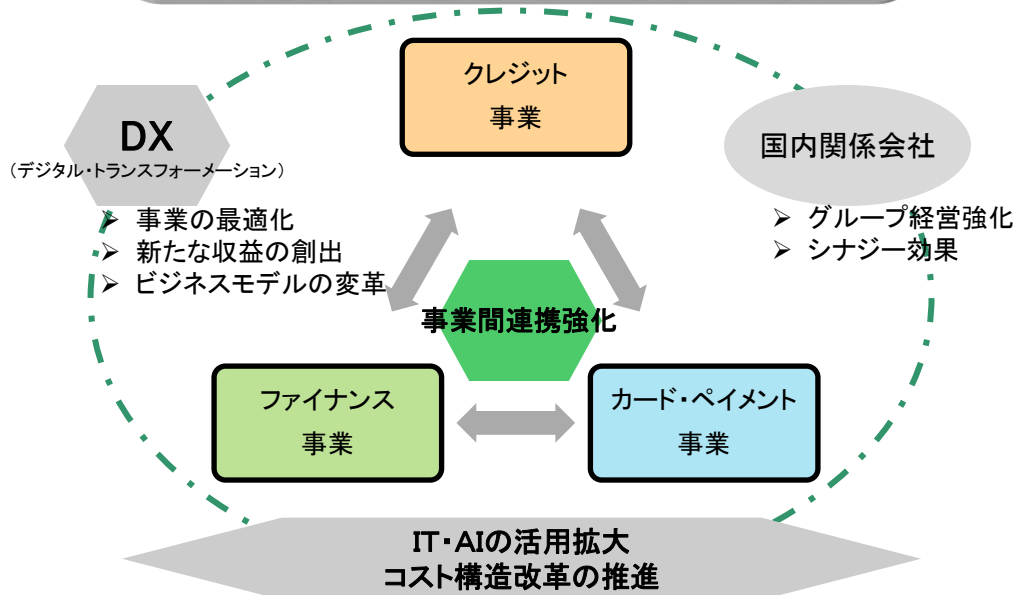 クレジット
事業
DX
(デジタル・トランスフォーメーション)
➢ 事業の最適化
➢ 新たな収益の創出
➢ ビジネスモデルの変革
国内関係会社
➢ グループ経営強化
➢ シナジー効果
事業間連携強化
ファイナンス
事業
カード・ペイメント
事業
IT・AIの活用拡大
コスト構造改革の推進